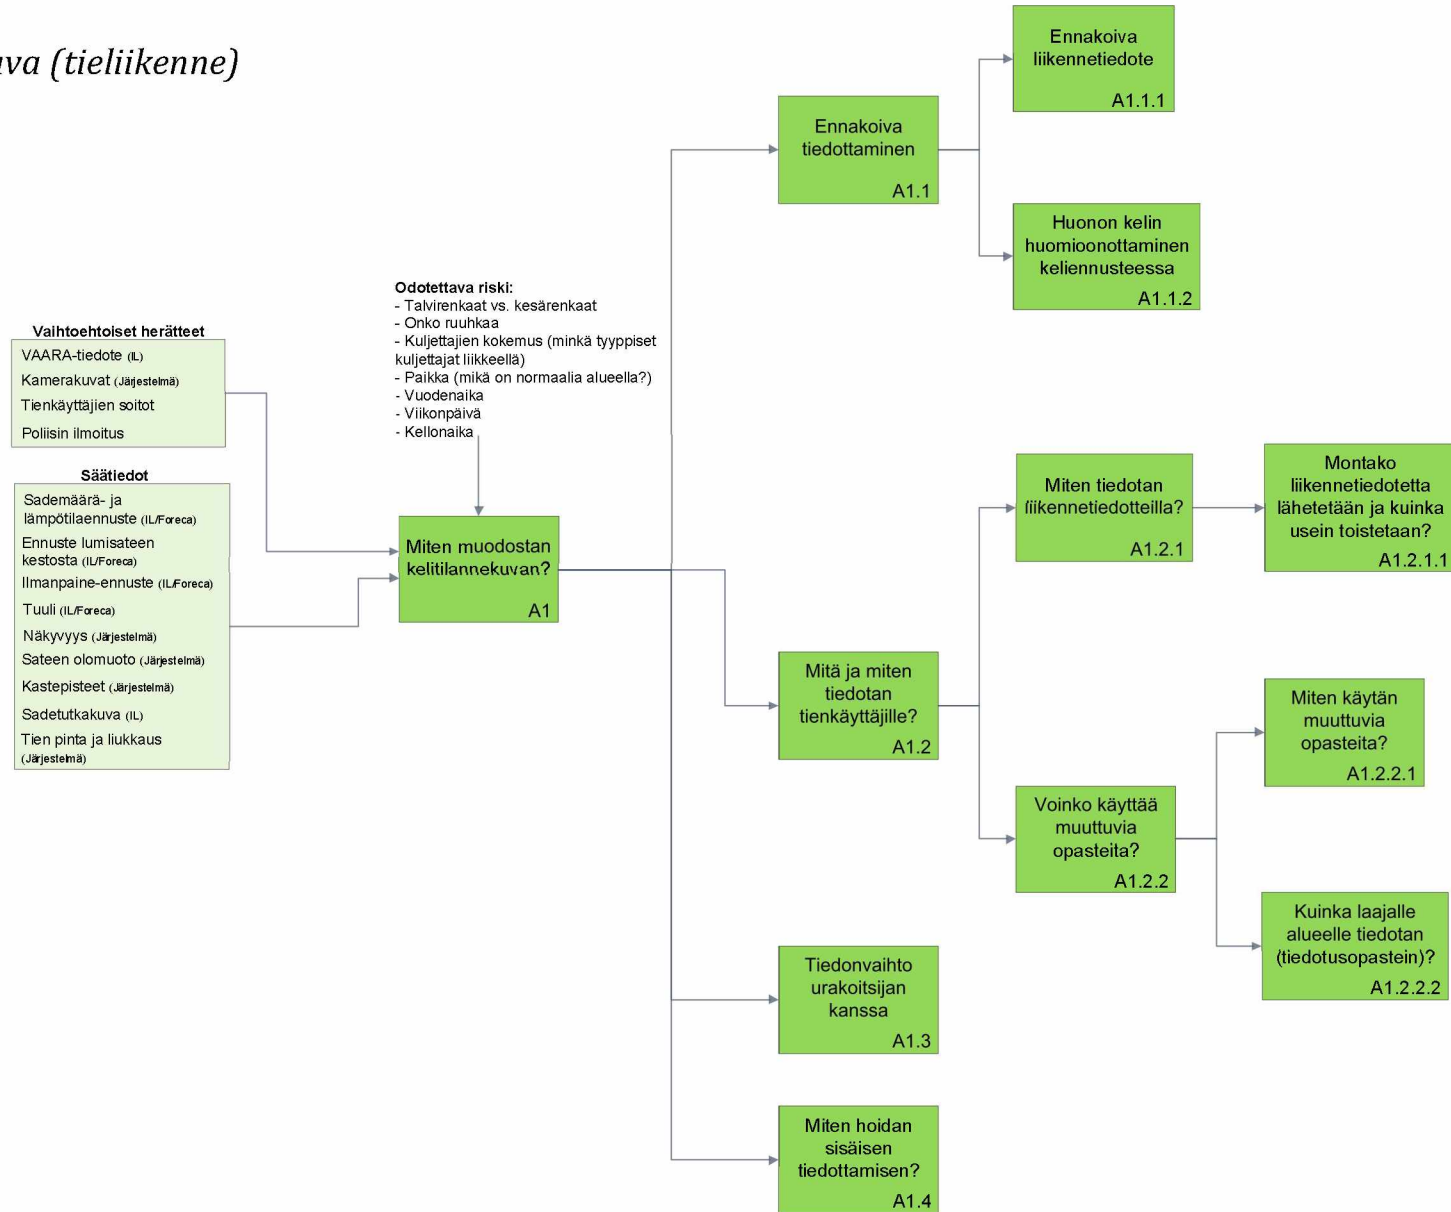 va (tieliikenne)
Vaihtoehtoiset herätteet
VAARA-tiedote (IL)
Kamerakuvat (Järjestelmä)
Tienkäyttäjien soitot
Poliisin ilmoitus
Säätiedot
Sademäärä- ja
lämpötilaennuste (IL/Foreca)
Ennuste lumisateen
kestosta (IL/Foreca)
Ilmanpaine-ennuste (IL/Foreca)
Tuuli (IL/Foreca)
Näkyvyys (Järjestelmä)
Sateen olomuoto (Järjestelmä)
Kastepisteet (Järjestelmä)
Sadetutkakuva (IL)
Tien pinta ja liukkaus
(Järjestelmä)
Odotettava riski:
- Talvirenkaat vs. kesärenkaat
- Onko ruuhkaa
- Kuljettajien kokemus (minkä tyyppiset
kuljettajat liikkeellä)
- Paikka (mikä on normaalia alueella?)
- Vuodenaika
- Viikonpäivä
- Kellonaika
Miten muodostan
kelitilannekuvan?
A1
Ennakoiva
tiedottaminen
A1.1
Ennakoiva
liikennetiedote
A1.1.1
Huonon kelin
huomioonottaminen
keliennusteessa
A1.1.2
Mitä ja miten
tiedotan
tienkäyttäjille?
A1.2
Miten tiedotan
liikennetiedotteilla?
A1.2.1
Montako
liikennetiedotetta
lähetetään ja kuinka
usein toistetaan?
A1.2.1.1
Voinko käyttää
muuttuvia
opasteita?
A1.2.2
Miten käytän
muuttuvia
opasteita?
A1.2.2.1
Kuinka laajalle
alueelle tiedotan
(tiedotusopastein)?
A1.2.2.2
Tiedonvaihto
urakoitsijan
kanssa
A1.3
Miten hoidan
sisäisen
tiedottamisen?
A1.4